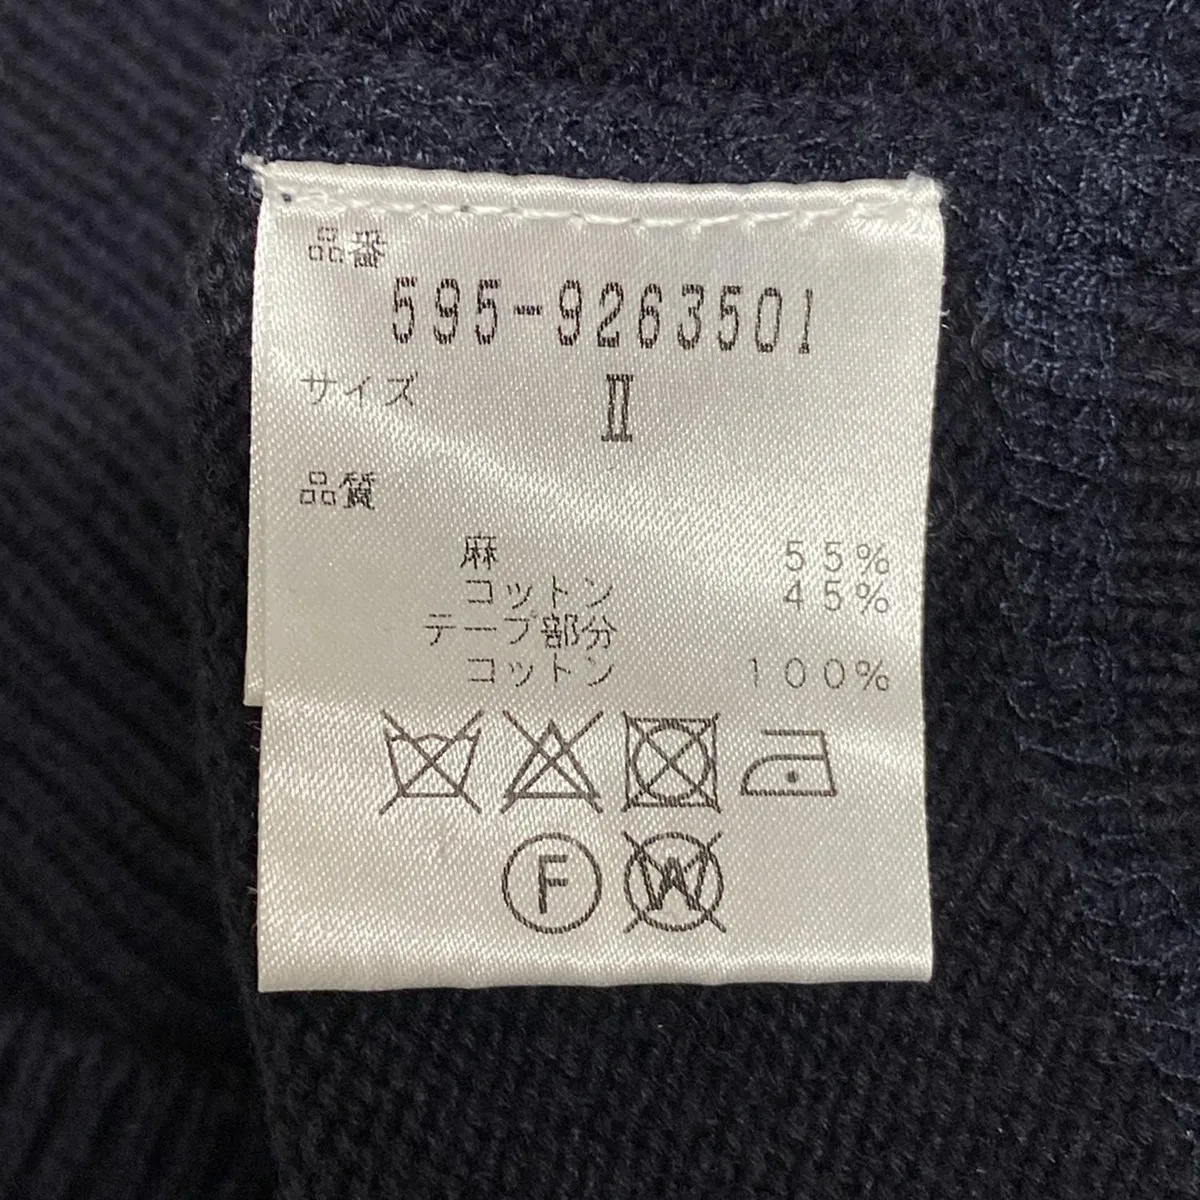 品番
595-9263501
サイズ II
品質
麻 55%
コットン 45%
テープ部分
コットン 100%
F W